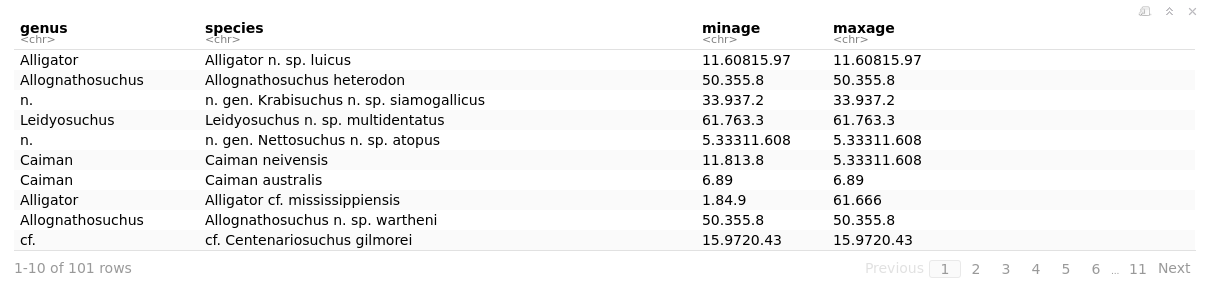 genus species minage maxage
<chr> <chr> <chr> <chr>
Alligator Alligator n. sp. luicus 11.60815.97 11.60815.97
Allognathosuchus Allognathosuchus heterodon 50.355.8 50.355.8
n. n. gen. Krabisuchus n. sp. siamogallicus 33.937.2 33.937.2
Leidyosuchus Leidyosuchus n. sp. multidentatus 61.763.3 61.763.3
n. n. gen. Nettosuchus n. sp. atopus 5.33311.608 5.33311.608
Caiman Caiman neivensis 11.813.8 5.33311.608
Caiman Caiman australis 6.89 6.89
Alligator Alligator cf. mississippiensis 1.84.9 61.666
Allognathosuchus Allognathosuchus n. sp. wartheni 50.355.8 50.355.8
cf. cf. Centenariosuchus gilmorei 15.9720.43 15.9720.43
1-10 of 101 rows Previous 1 2 3 4 5 6 ... 11 Next